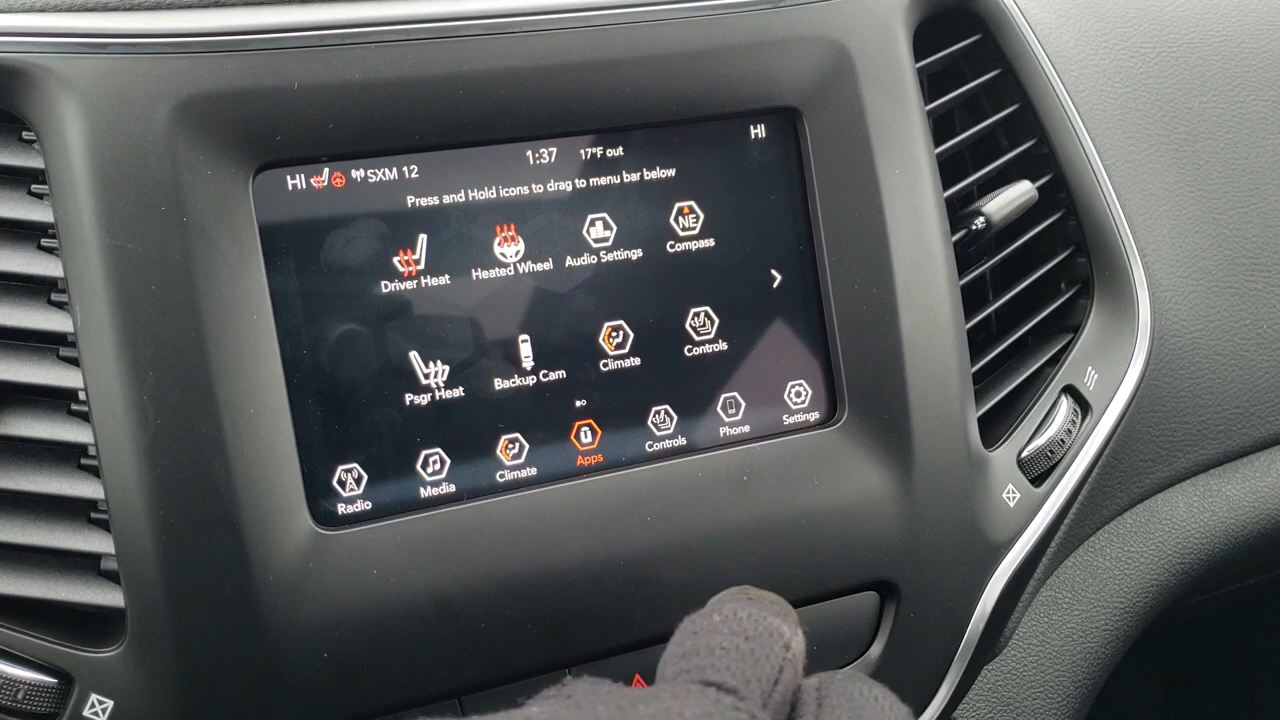 HI SXM 12 1:37 17°F out HI
Press and Hold icons to drag to menu bar below
Driver Heat Heated Wheel Audio Settings NE Compass
Psgr Heat Backup Cam Climate Controls
Radio Media Climate Apps Controls Phone Settings